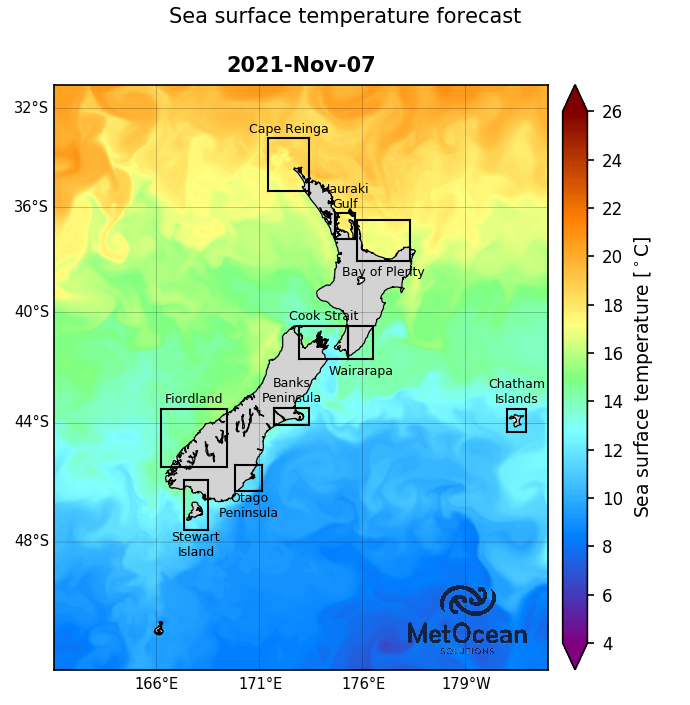 Sea surface temperature forecast
2021-Nov-07
32°S
36°S
40°S
44°S
48°S
166°E
171°E
176°E
179°W
Cape Reinga
Hauraki
Gulf
Bay of Plenty
Cook Strait
Wairarapa
Banks
Peninsula
Fiordland
Chatham
Islands
Otago
Peninsula
Stewart
Island
MetOcean
SOLUTIONS
26
24
22
20
18
16
14
12
10
8
6
4
Sea surface temperature [°C]